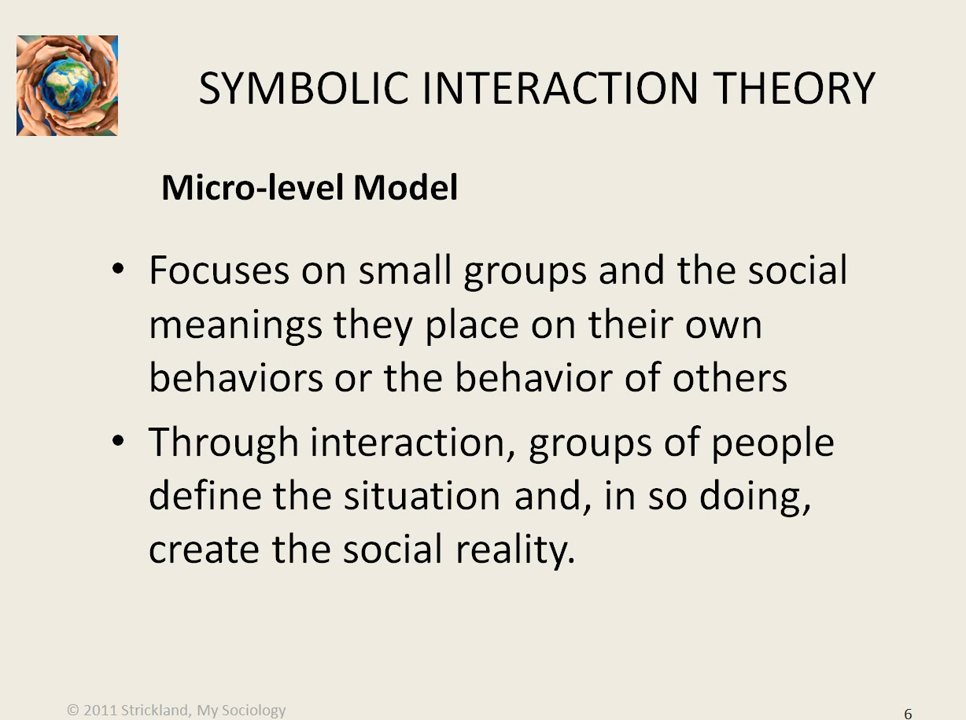 SYMBOLIC INTERACTION THEORY
Micro-level Model
• Focuses on small groups and the social
meanings they place on their own
behaviors or the behavior of others
• Through interaction, groups of people
define the situation and, in so doing,
create the social reality.
© 2011 Strickland, My Sociology
6